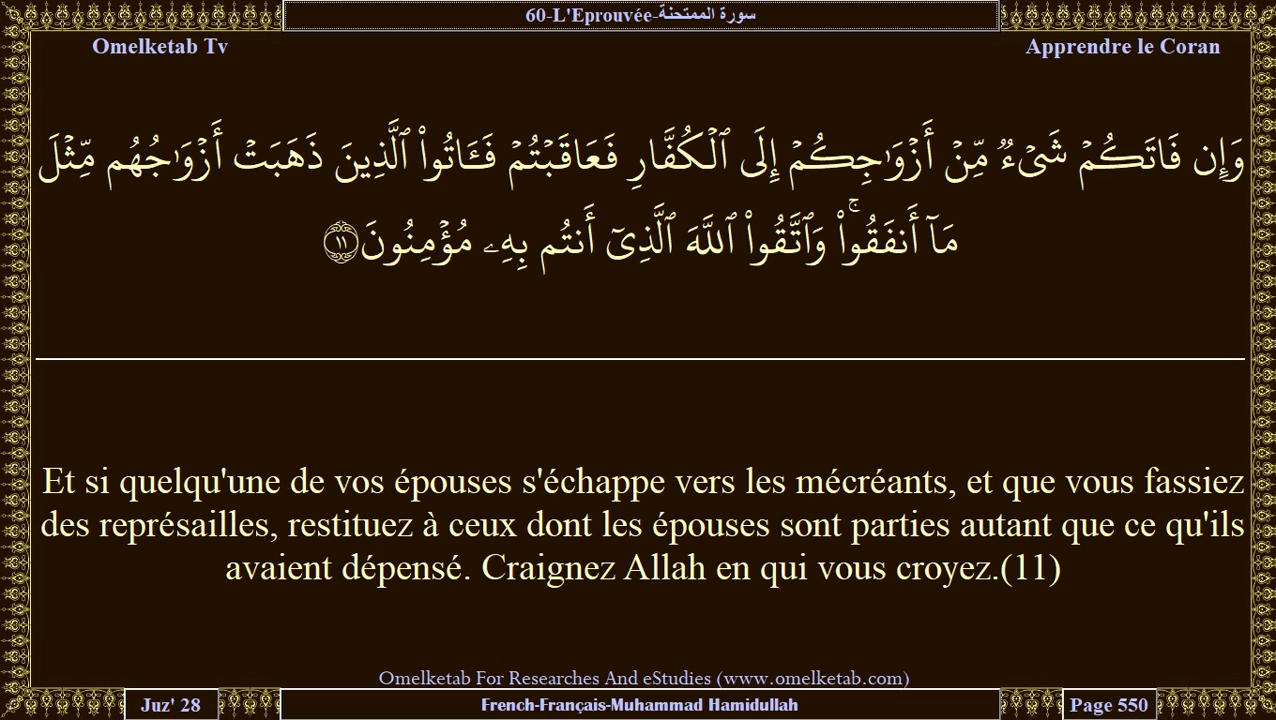 60-L'Eprouvée-سورة الممتحنة
Omelketab Tv
Apprendre le Coran
وَإِن فَاتَكُمۡ شَيۡءٞ مِّنۡ أَزۡوَٰجِكُمۡ إِلَى ٱلۡكُفَّارِ فَعَاقَبۡتُمۡ فَـَٔاتُواْ ٱلَّذِينَ ذَهَبَتۡ أَزۡوَٰجُهُم مِّثۡلَ
مَآ أَنفَقُواْۚ وَٱتَّقُواْ ٱللَّهَ ٱلَّذِيٓ أَنتُم بِهِۦ مُؤۡمِنُونَ ١١
Et si quelqu'une de vos épouses s'échappe vers les mécréants, et que vous fassiez
des représailles, restituez à ceux dont les épouses sont parties autant que ce qu'ils
avaient dépensé. Craignez Allah en qui vous croyez.(11)
Omelketab For Researches And eStudies (www.omelketab.com)
Juz' 28
French-Français-Muhammad Hamidullah
Page 550